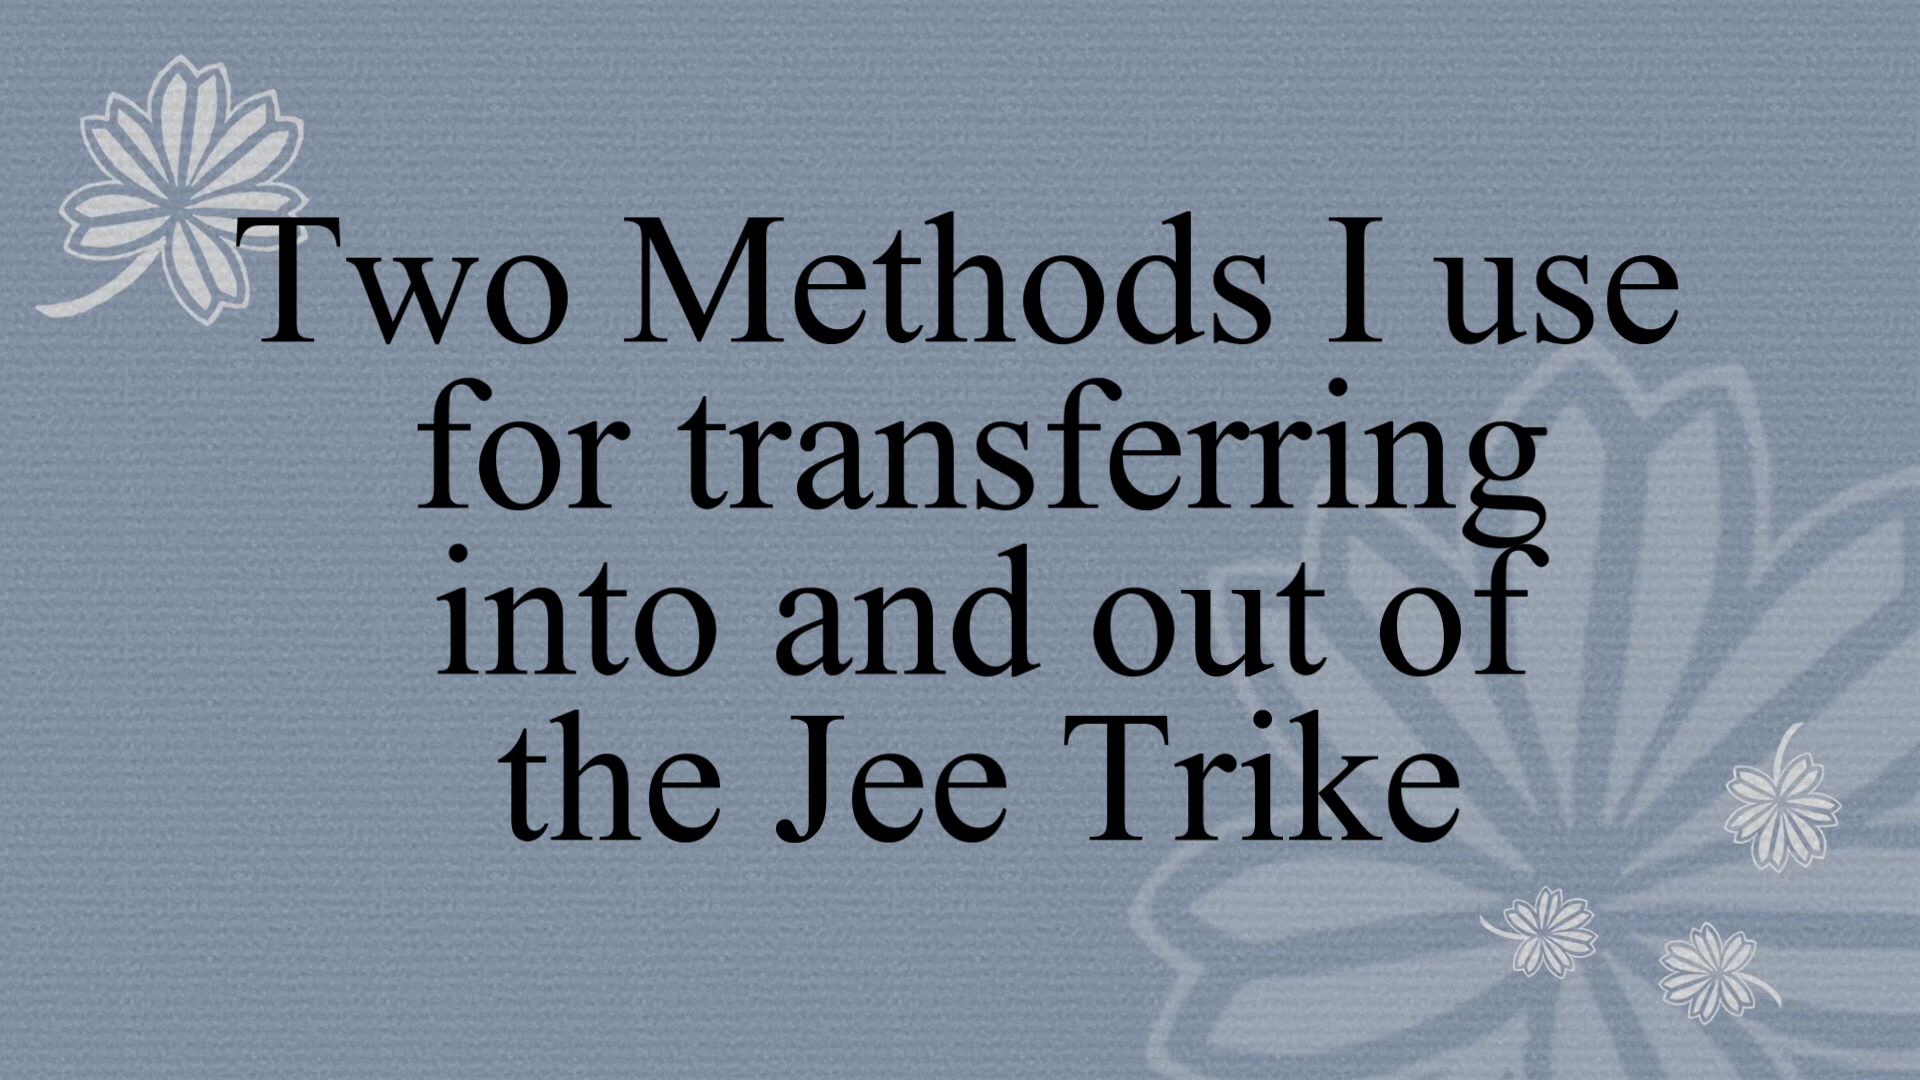 Two Methods I use
for transferring
into and out of
the Jee Trike